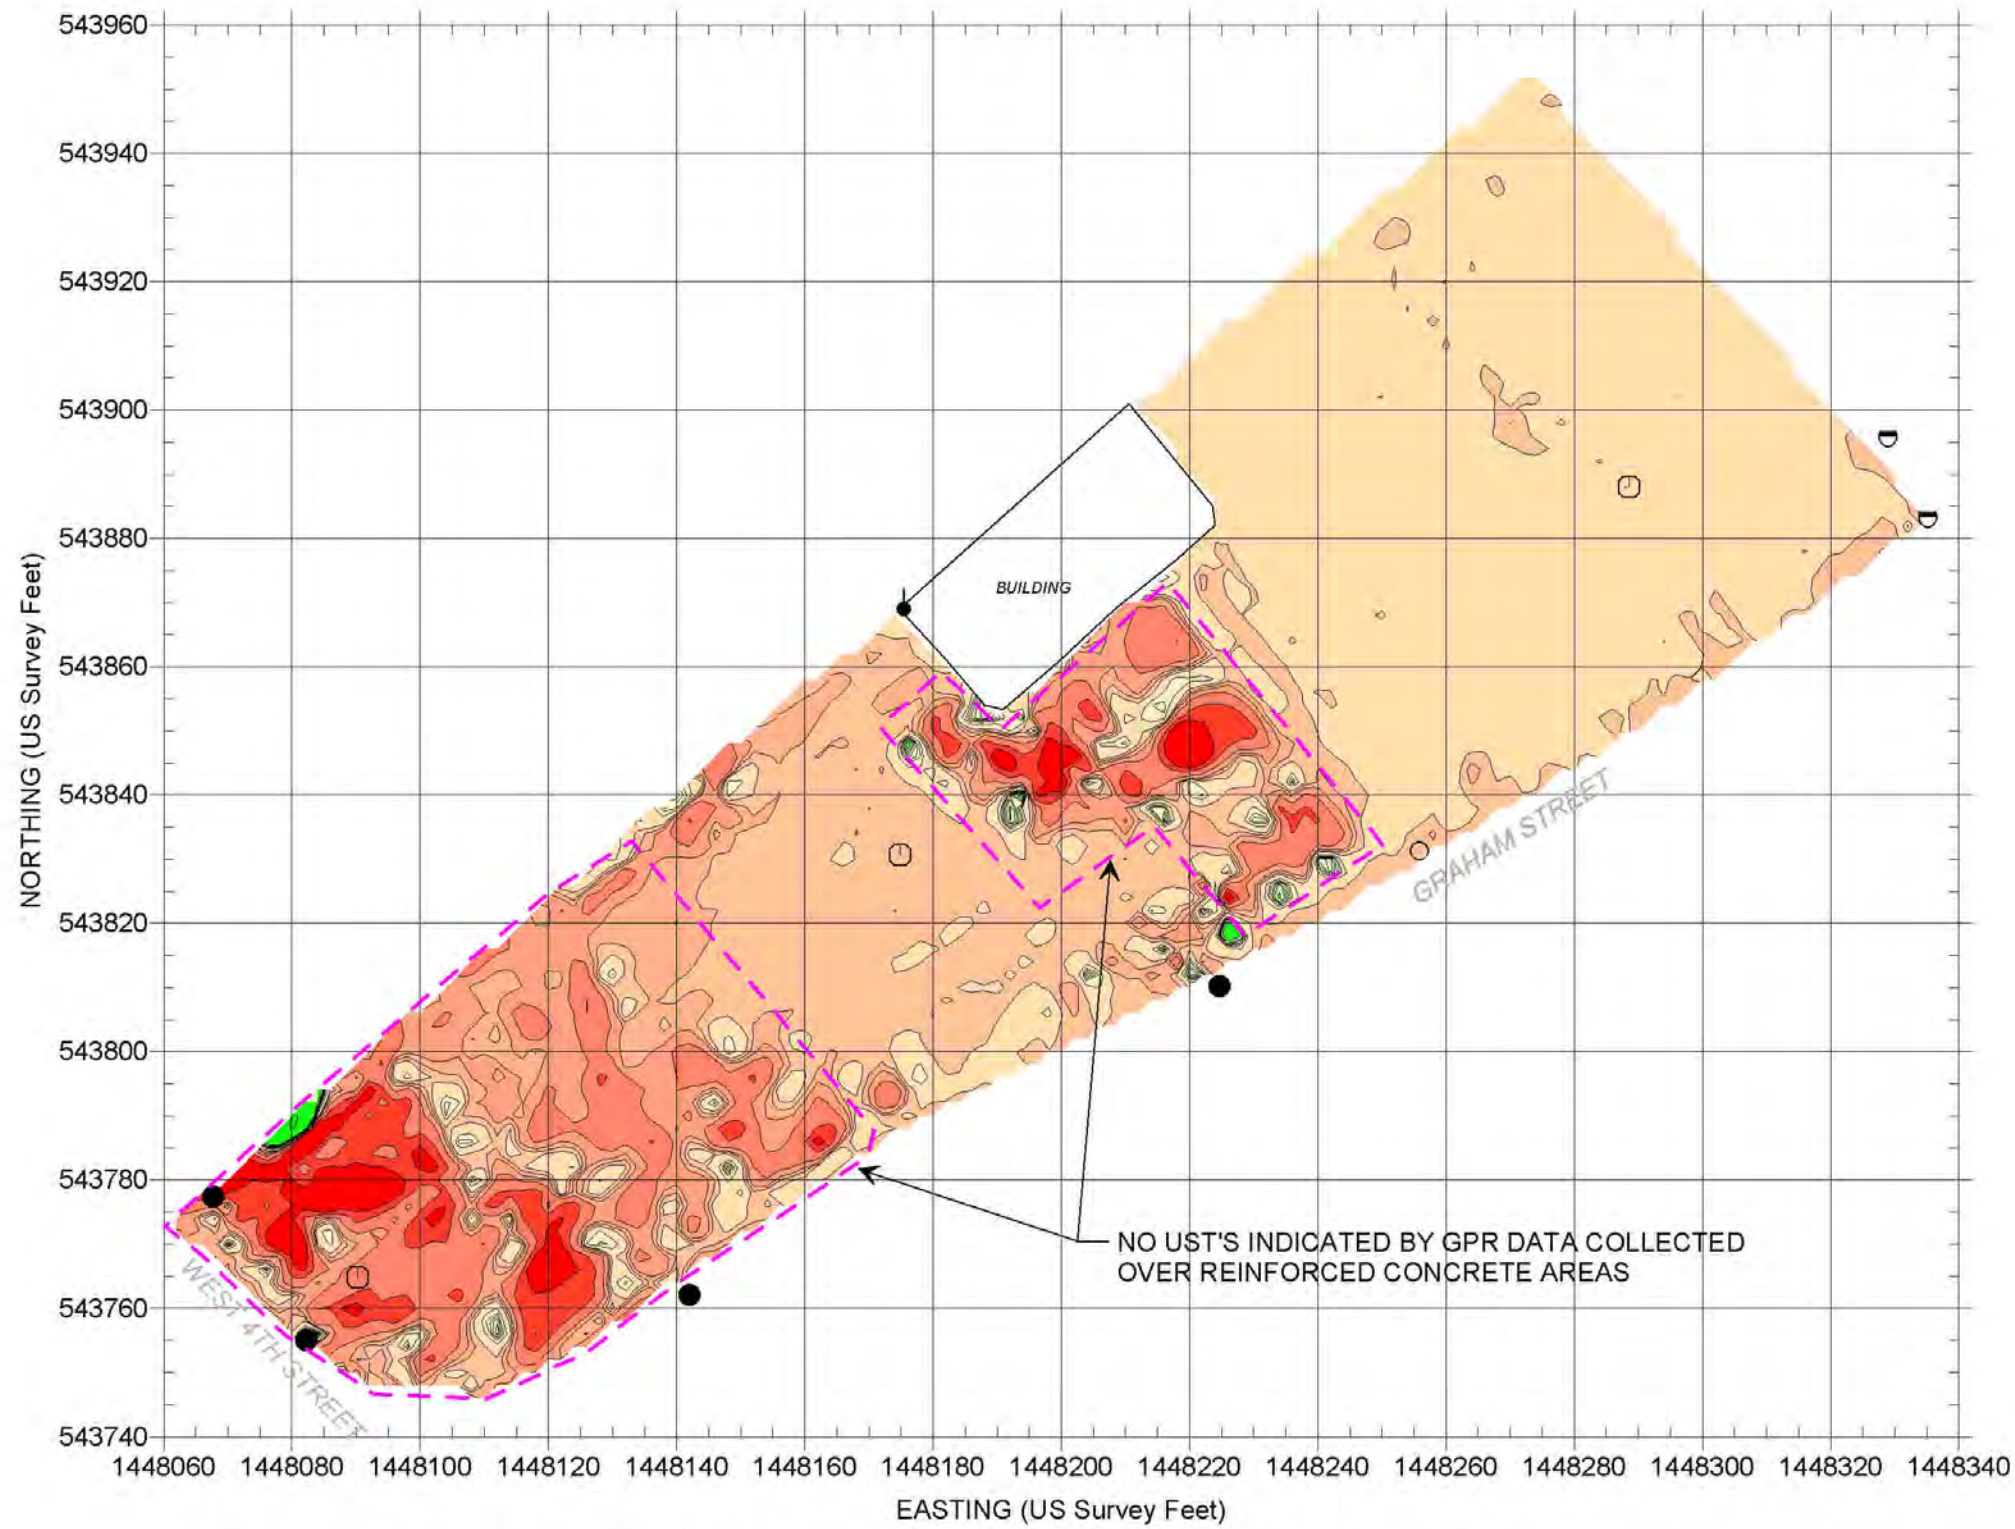 543960
543940
543920
543900
543880
543860
543840
543820
543800
543780
543760
543740
NORTHING (US Survey Feet)
BUILDING
GRAHAM STREET
NO UST'S INDICATED BY GPR DATA COLLECTED
OVER REINFORCED CONCRETE AREAS
WEST 4TH STREET
1448060 1448080 1448100 1448120 1448140 1448160 1448180 1448200 1448220 1448240 1448260 1448280 1448300 1448320 1448340
EASTING (US Survey Feet)